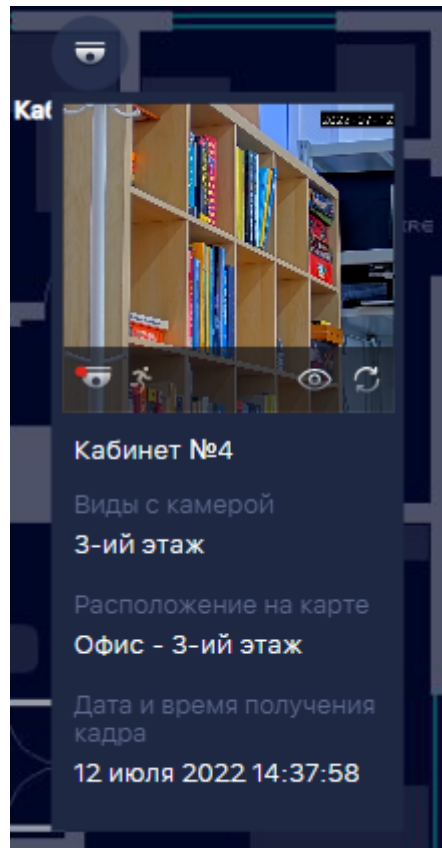 Каб
Кабинет №4
Виды с камерой
3-ий этаж
Расположение на карте
Офис - 3-ий этаж
Дата и время получения
кадра
12 июля 2022 14:37:58